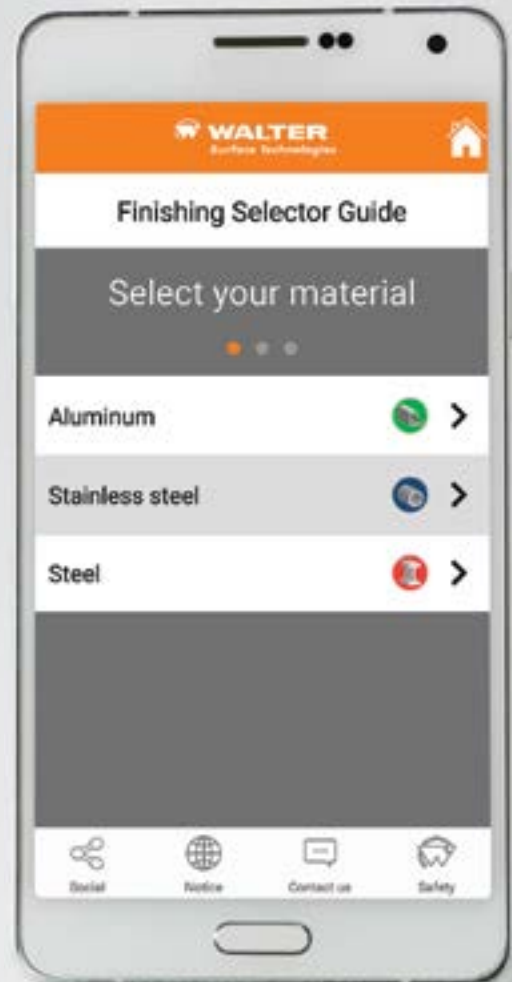 WALTER
Surface Technologies
Finishing Selector Guide
Select your material
Aluminum
Stainless steel
Steel
Social
Notice
Contact us
Safety